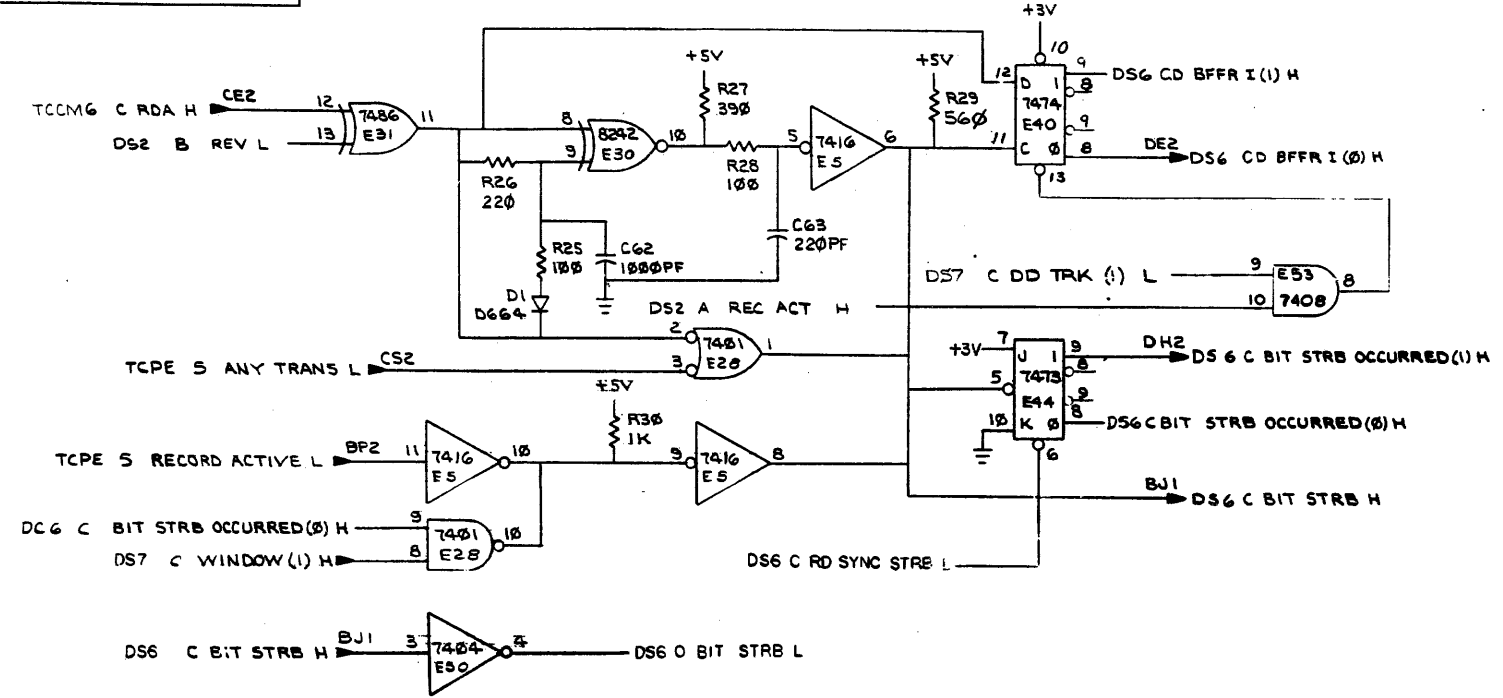 +3V
10
+5V
+5V
12 D 1 9 DS6 CD BFFR I(1) H
8
TCCM6 C RDA H CE2 12 7486 11
R27
390
R29
560
7474
DS2 B REV L 13 E31
8 8242 10
9 E30
5 7416 6
E5
E40 9
11 C 0 8 DE2 DS6 CD BFFR I(0) H
R26
220
R28
100
13
R25
100
C62
1000PF
C63
220PF
D1
D664
DS7 C DD TRK (1) L 9 E53 8
DS2 A REC ACT H 10 7408
2 7401 1
3 E28
TCPE 5 ANY TRANS L CS2
+3V 7 J 1 9 DH2 DS6 C BIT STRB OCCURRED(1) H
8
5 7473
E44 9
10 K 0 8 DS6 C BIT STRB OCCURRED(0) H
6
+5V
R30
1K
TCPE 5 RECORD ACTIVE L BP2 11 7416 10
E5
9 7416 8
E5
BJ1 DS6 C BIT STRB H
DC6 C BIT STRB OCCURRED(0) H 9 7401 10
DS7 C WINDOW(1) H 8 E28
DS6 C RD SYNC STRB L
DS6 C BIT STRB H BJ1 3 7404 4 DS6 O BIT STRB L
E50